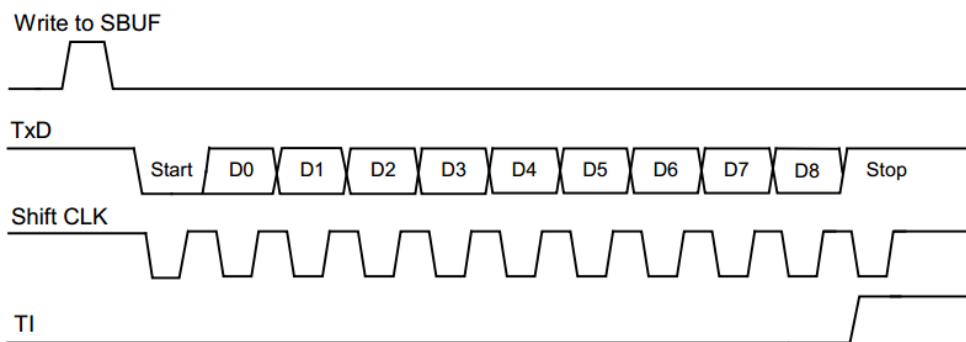 Write to SBUF
TxD
Start D0 D1 D2 D3 D4 D5 D6 D7 D8 Stop
Shift CLK
TI